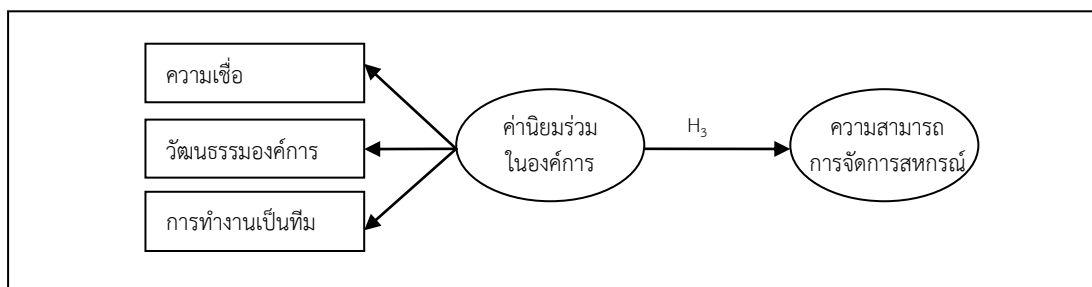 ความเชื่อ
วัฒนธรรมองค์การ
การทำงานเป็นทีม
ค่านิยมร่วม
ในองค์การ
H₃
ความสามารถ
การจัดการสหกรณ์